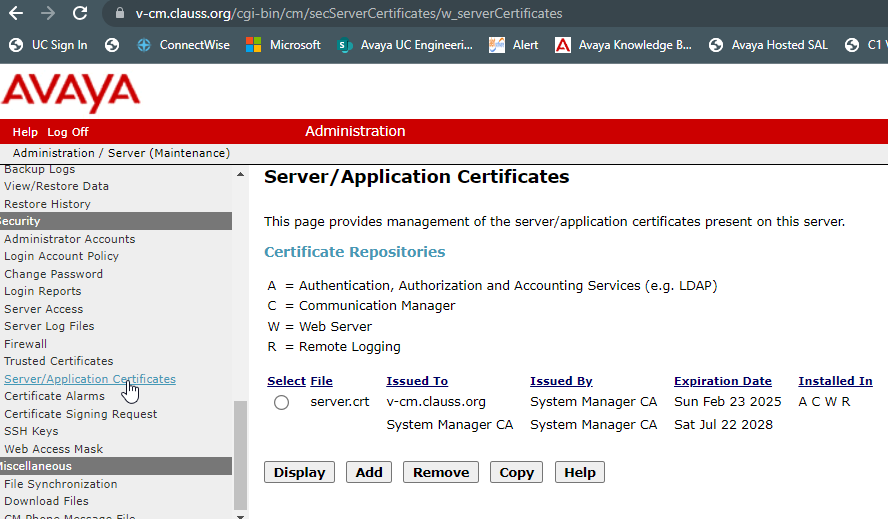 v-cm.clauss.org/cgi-bin/cm/secServerCertificates/w_serverCertificates
UC Sign In ConnectWise Microsoft Avaya UC Engineeri... Alert Avaya Knowledge B... Avaya Hosted SAL C1
AVAYA
Help Log Off Administration
Administration / Server (Maintenance)
Backup Logs
View/Restore Data
Restore History
Security
Administrator Accounts
Login Account Policy
Change Password
Login Reports
Server Access
Server Log Files
Firewall
Trusted Certificates
Server/Application Certificates
Certificate Alarms
Certificate Signing Request
SSH Keys
Web Access Mask
Miscellaneous
File Synchronization
Download Files
CM Phone Message File
Server/Application Certificates
This page provides management of the server/application certificates present on this server.
Certificate Repositories
A = Authentication, Authorization and Accounting Services (e.g. LDAP)
C = Communication Manager
W = Web Server
R = Remote Logging
Select File Issued To Issued By Expiration Date Installed In
server.crt v-cm.clauss.org System Manager CA Sun Feb 23 2025 A C W R
System Manager CA System Manager CA Sat Jul 22 2028
Display Add Remove Copy Help